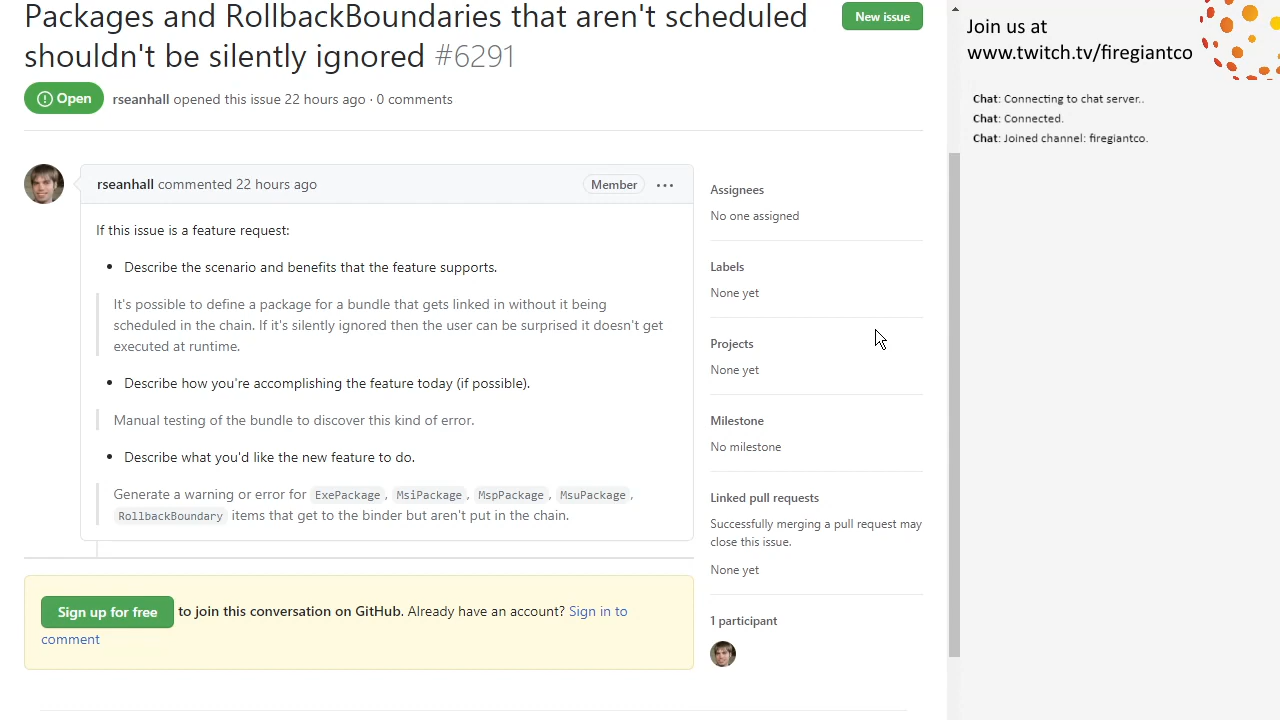 Packages and RollbackBoundaries that aren't scheduled
shouldn't be silently ignored #6291
New issue
Open
rseanhall opened this issue 22 hours ago · 0 comments
rseanhall commented 22 hours ago
Member
If this issue is a feature request:
• Describe the scenario and benefits that the feature supports.
It's possible to define a package for a bundle that gets linked in without it being
scheduled in the chain. If it's silently ignored then the user can be surprised it doesn't get
executed at runtime.
• Describe how you're accomplishing the feature today (if possible).
Manual testing of the bundle to discover this kind of error.
• Describe what you'd like the new feature to do.
Generate a warning or error for ExePackage, MsiPackage, MspPackage, MsuPackage,
RollbackBoundary items that get to the binder but aren't put in the chain.
Sign up for free to join this conversation on GitHub. Already have an account? Sign in to
comment
Assignees
No one assigned
Labels
None yet
Projects
None yet
Milestone
No milestone
Linked pull requests
Successfully merging a pull request may
close this issue.
None yet
1 participant
Join us at
www.twitch.tv/firegiantco
Chat: Connecting to chat server..
Chat: Connected.
Chat: Joined channel: firegiantco.